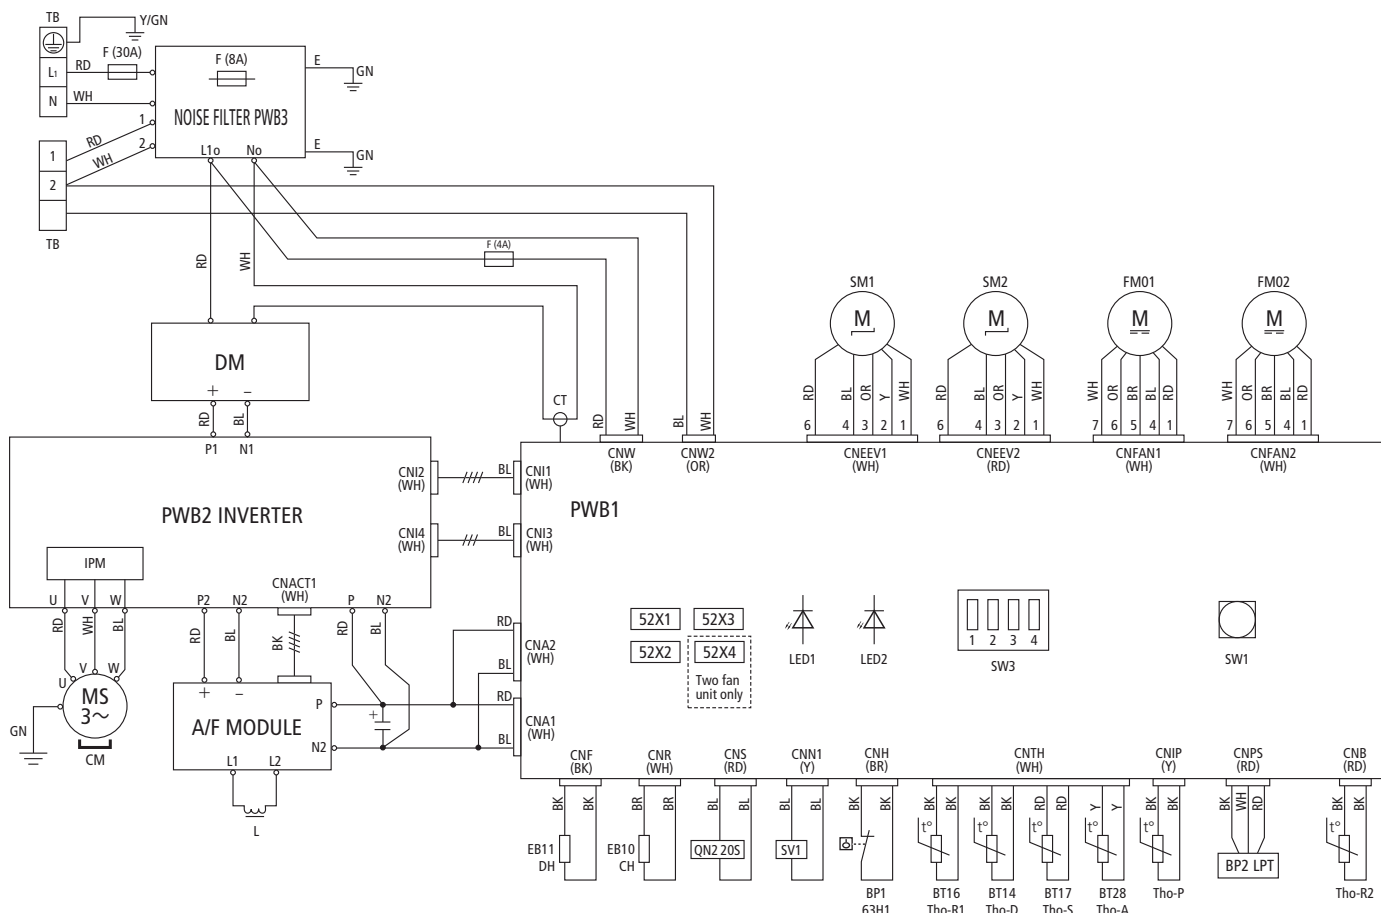 TB
Y/GN
F (30A)
L1
RD
N
WH
F (8A)
NOISE FILTER PWB3
E
GN
E
GN
1
RD
1
2
WH
2
L1o
No
TB
RD
WH
F (4A)
DM
+
−
RD
BL
P1
N1
CT
RD
WH
BL
WH
CNW
(BK)
CNW2
(OR)
SM1
M
RD
BL
OR
Y
WH
6
4
3
2
1
CNEEV1
(WH)
SM2
M
RD
BL
OR
Y
WH
6
4
3
2
1
CNEEV2
(RD)
FM01
M
WH
OR
BR
BL
RD
7
6
5
4
1
CNFAN1
(WH)
FM02
M
WH
OR
BR
BL
RD
7
6
5
4
1
CNFAN2
(WH)
PWB2 INVERTER
CNI2
(WH)
BL
CNI1
(WH)
CNI4
(WH)
BL
CNI3
(WH)
PWB1
IPM
U
V
W
P2
N2
CNACT1
(WH)
P
N2
RD
WH
BL
RD
BL
BK
RD
BL
U
V
W
MS
3~
CM
GN
+
−
A/F MODULE
P
N2
L1
L2
L
+
RD
BL
CNA2
(WH)
RD
BL
CNA1
(WH)
52X1
52X3
52X2
52X4
Two fan
unit only
LED1
LED2
1
2
3
4
SW3
SW1
CNF
(BK)
CNR
(WH)
CNS
(RD)
CNN1
(Y)
CNH
(BR)
CNTH
(WH)
CNIP
(Y)
CNPS
(RD)
CNB
(RD)
BK
BK
BR
BR
BL
BL
BL
BL
BK
BK
BK
BK
BK
BK
RD
RD
Y
Y
BK
BK
BK
WH
RD
BK
BK
EB11
DH
EB10
CH
QN2 20S
SV1
t°
t°
t°
t°
t°
t°
BP2 LPT
BP1
63H1
BT16
Tho-R1
BT14
Tho-D
BT17
Tho-S
BT28
Tho-A
Tho-P
Tho-R2